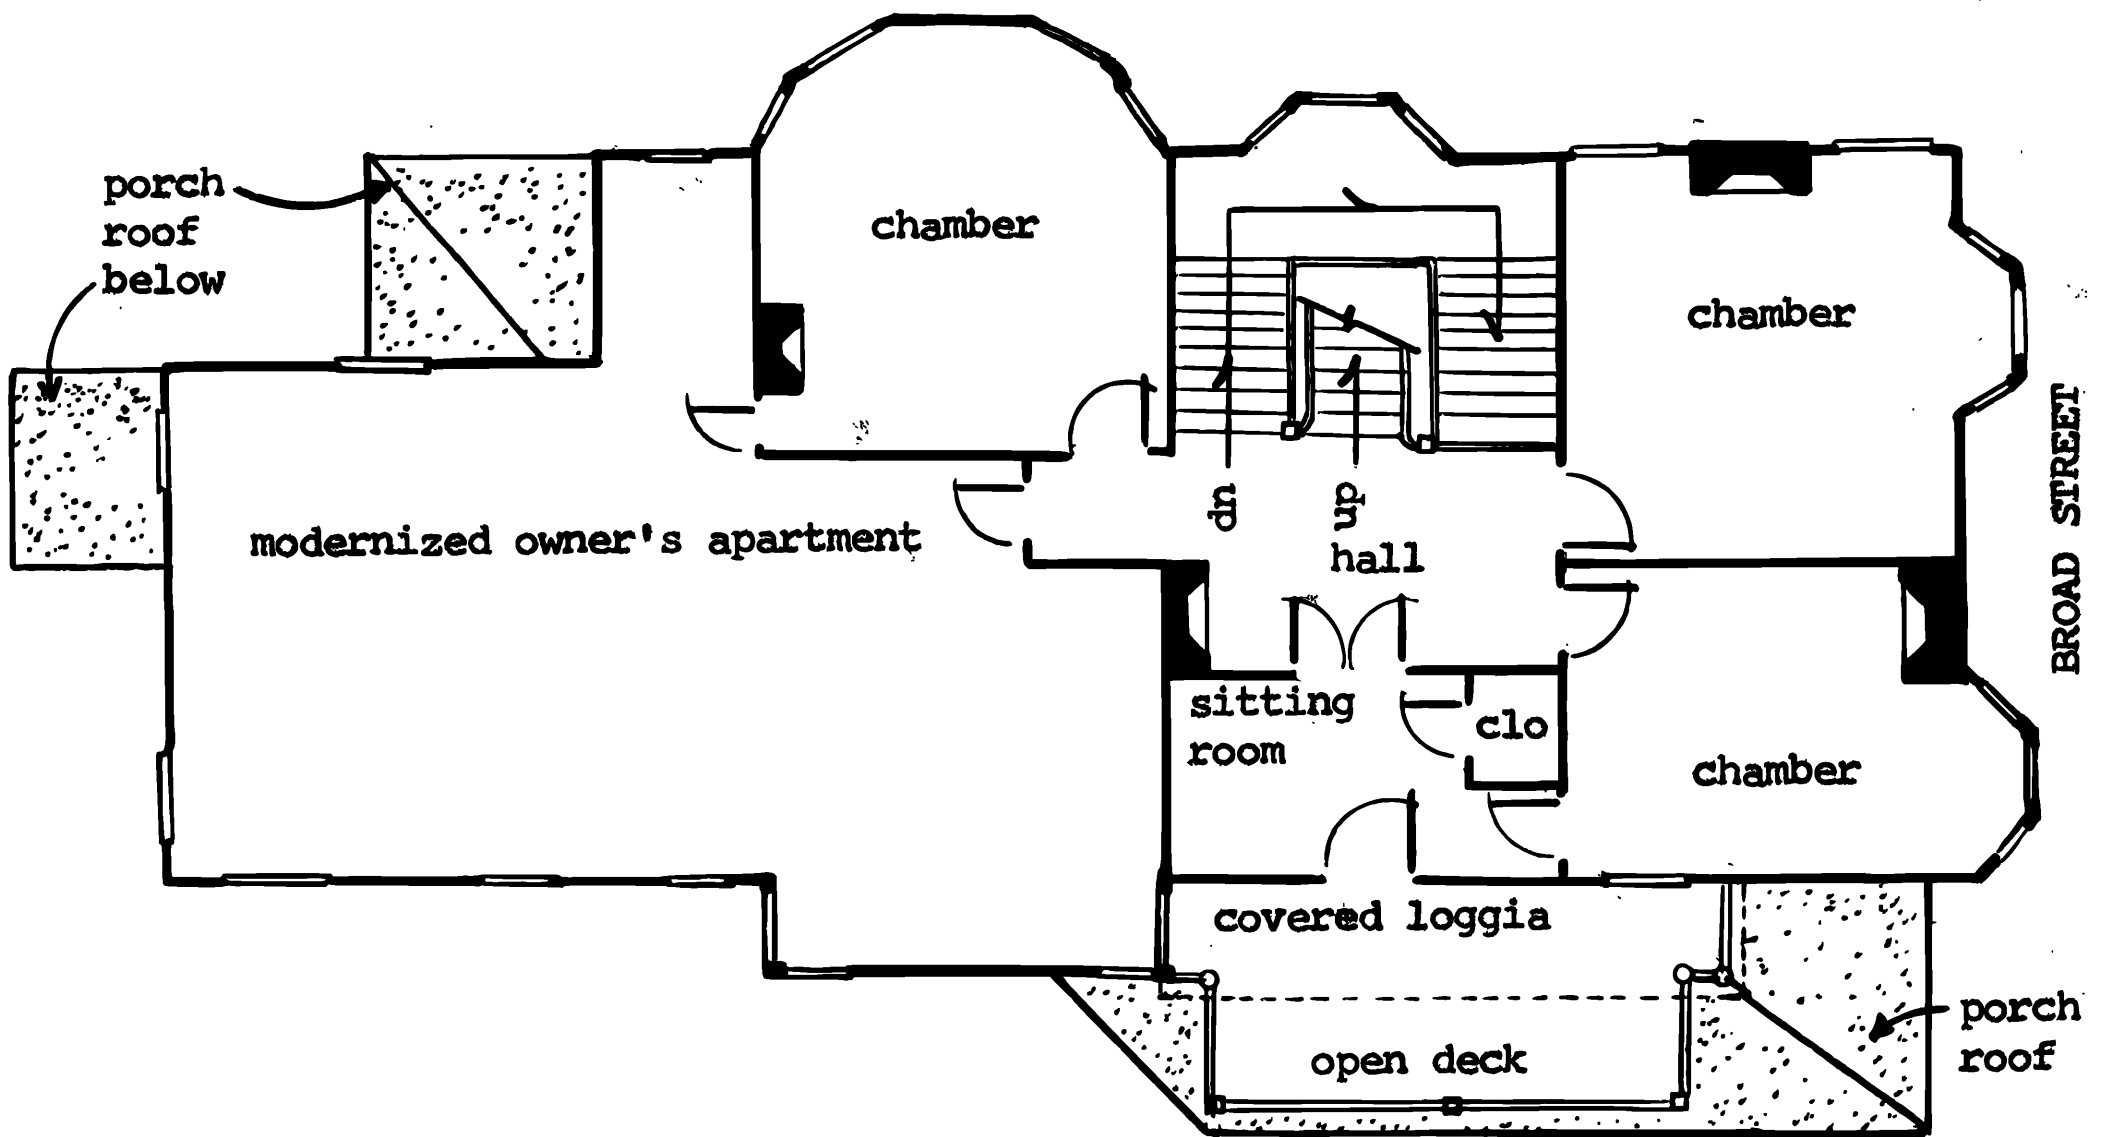 porch
roof
below
chamber
chamber
BROAD STREET
modernized owner's apartment
dn
up
hall
sitting
room
clo
chamber
covered loggia
open deck
porch
roof